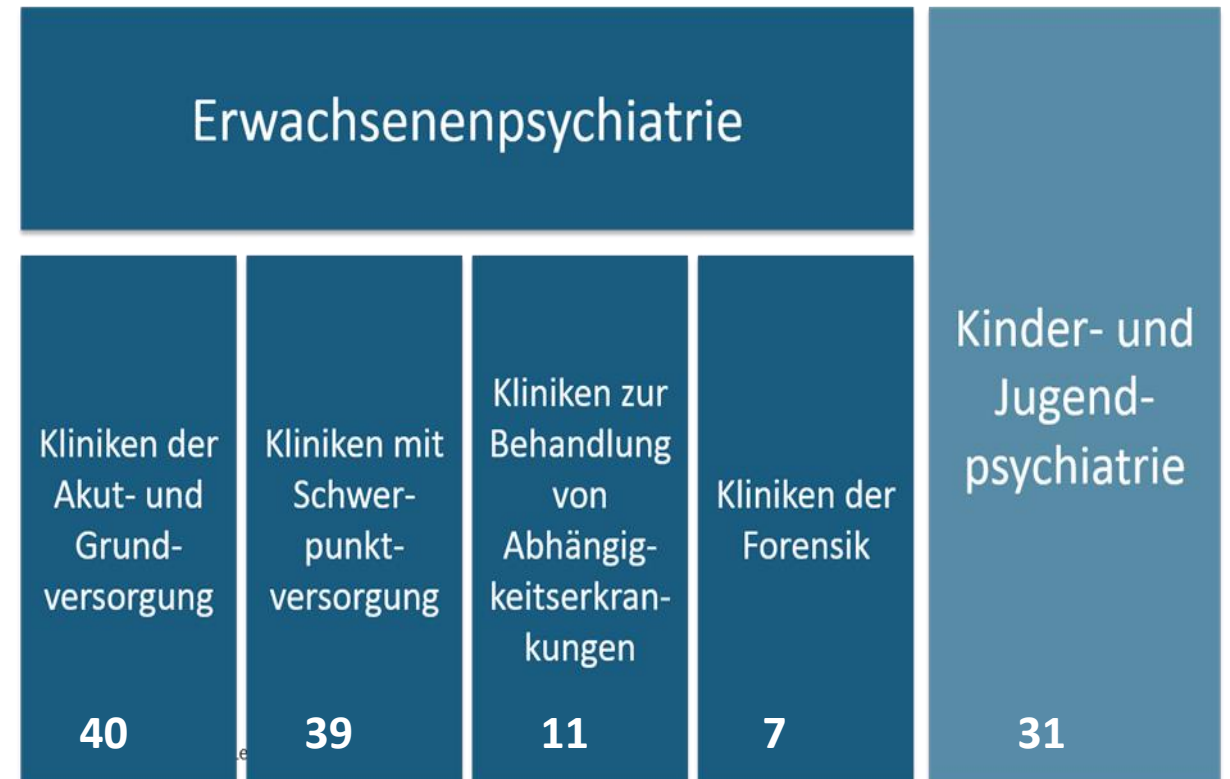 Erwachsenenpsychiatrie
Kliniken der
Akut- und
Grund-
versorgung
40
Kliniken mit
Schwer-
punkt-
versorgung
39
Kliniken zur
Behandlung
von
Abhängig-
keitserkran-
kungen
11
Kliniken der
Forensik
7
Kinder- und
Jugend-
psychiatrie
31